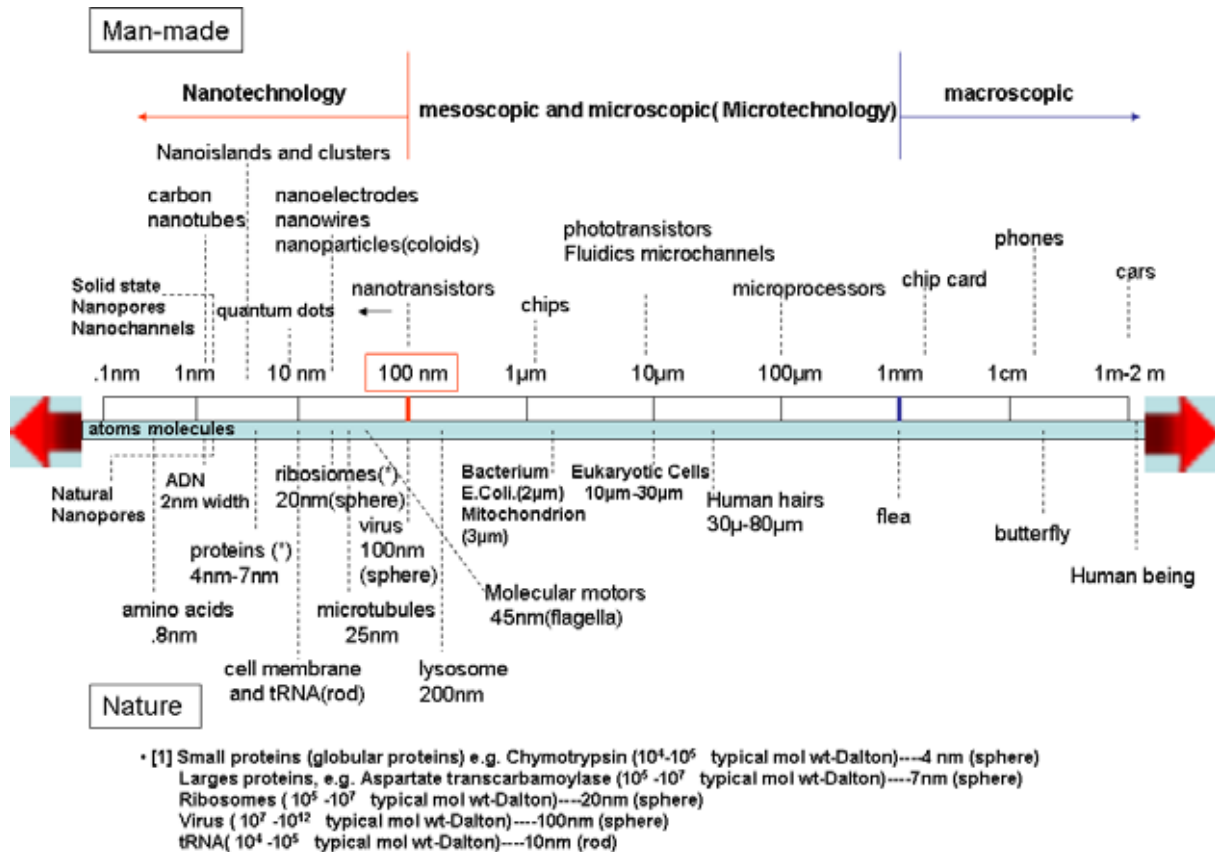 Man-made
Nanotechnology
mesoscopic and microscopic( Microtechnology)
macroscopic
Nanoislands and clusters
carbon
nanotubes
nanoelectrodes
nanowires
nanoparticles(coloids)
phototransistors
Fluidics microchannels
phones
Solid state
Nanopores
Nanochannels
quantum dots
nanotransistors
chips
microprocessors
chip card
cars
.1nm 1nm 10 nm 100 nm 1µm 10µm 100µm 1mm 1cm 1m-2 m
atoms molecules
Natural
Nanopores
ADN
2nm width
ribosiomes(*)
20nm(sphere)
virus
100nm
(sphere)
Bacterium
E.Coli.(2µm)
Mitochondrion
(3µm)
Eukaryotic Cells
10µm-30µm
Human hairs
30µ-80µm
flea
butterfly
Human being
proteins (*)
4nm-7nm
amino acids
.8nm
microtubules
25nm
Molecular motors
45nm(flagella)
cell membrane
and tRNA(rod)
lysosome
200nm
Nature
• [1] Small proteins (globular proteins) e.g. Chymotrypsin (10⁴-10⁵ typical mol wt-Dalton)----4 nm (sphere)
Larges proteins, e.g. Aspartate transcarbamoylase (10⁵ -10⁷ typical mol wt-Dalton)----7nm (sphere)
Ribosomes ( 10⁵ -10⁷ typical mol wt-Dalton)----20nm (sphere)
Virus ( 10⁷ -10¹² typical mol wt-Dalton)----100nm (sphere)
tRNA( 10⁴ -10⁵ typical mol wt-Dalton)----10nm (rod)